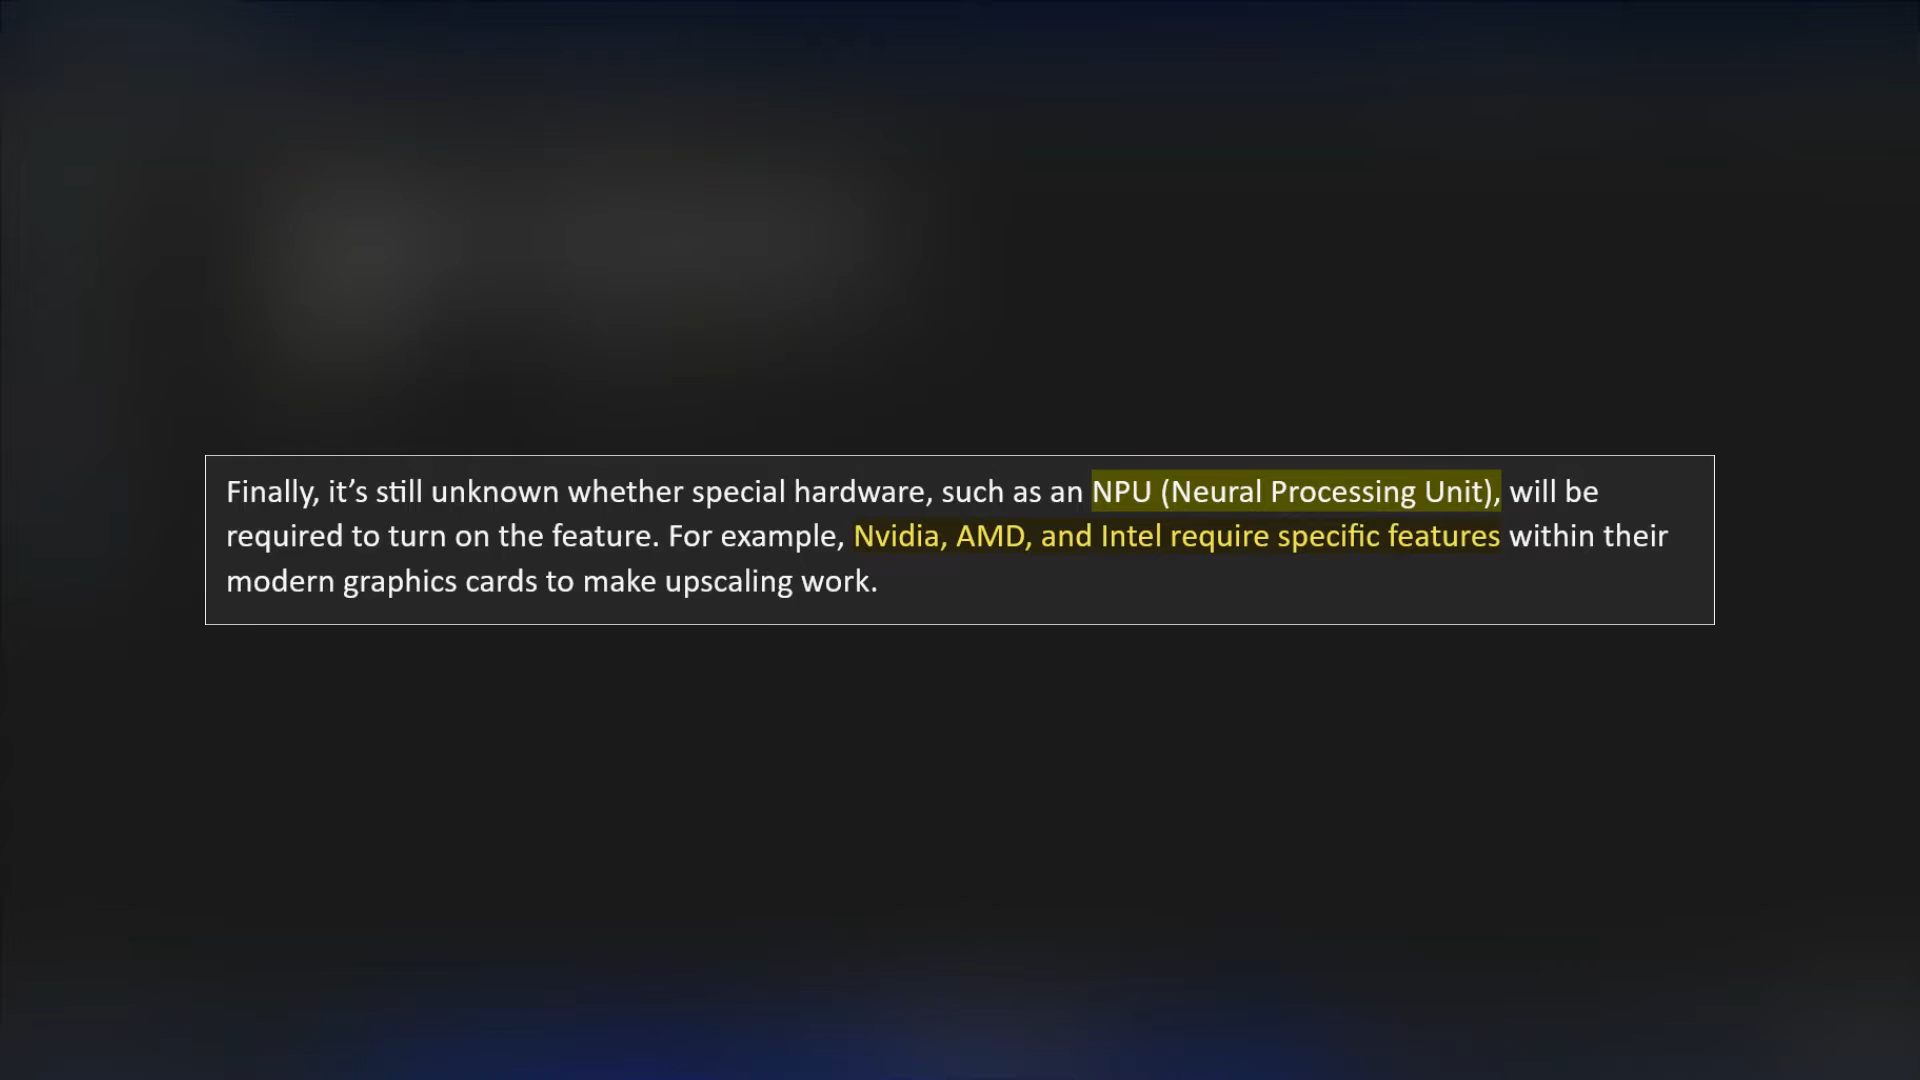 Finally, it’s still unknown whether special hardware, such as an NPU (Neural Processing Unit), will be
required to turn on the feature. For example, Nvidia, AMD, and Intel require specific features within their
modern graphics cards to make upscaling work.